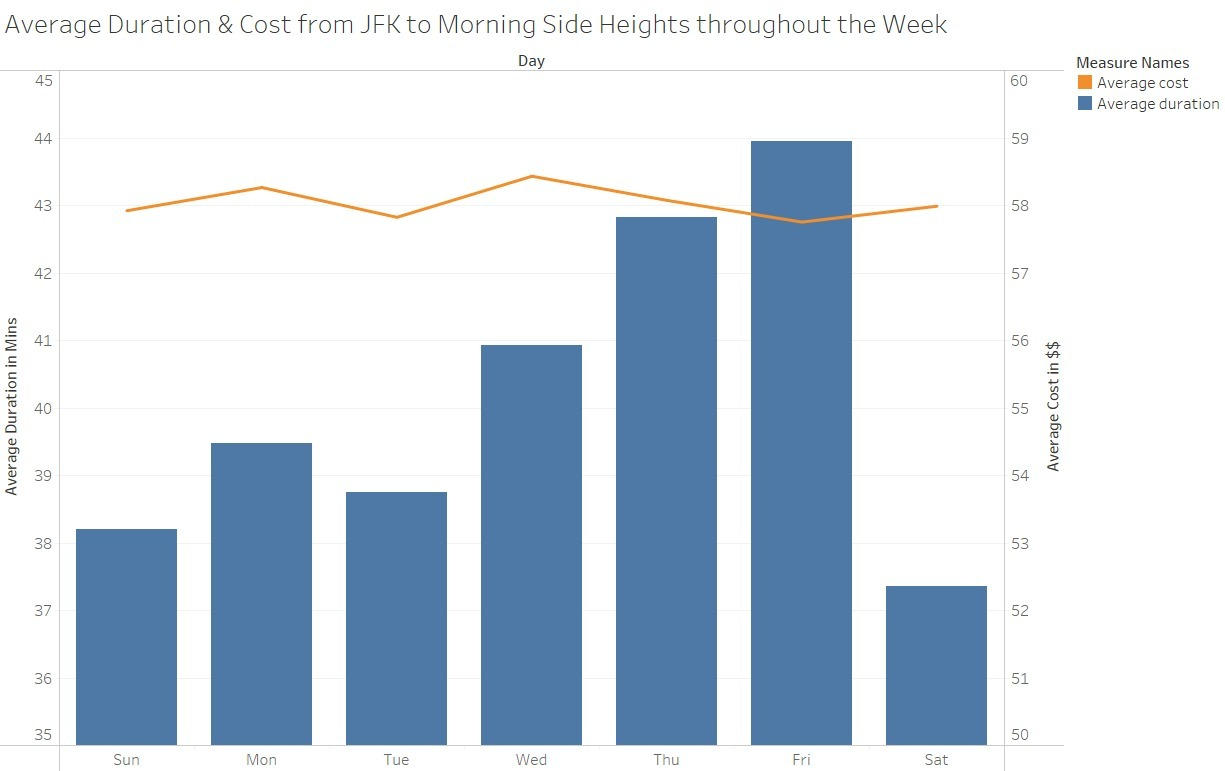 Average Duration & Cost from JFK to Morning Side Heights throughout the Week
Day
Measure Names
Average cost
Average duration
Average Duration in Mins
45
44
43
42
41
40
39
38
37
36
35
60
59
58
57
56
55
54
53
52
51
50
Average Cost in $$
Sun Mon Tue Wed Thu Fri Sat